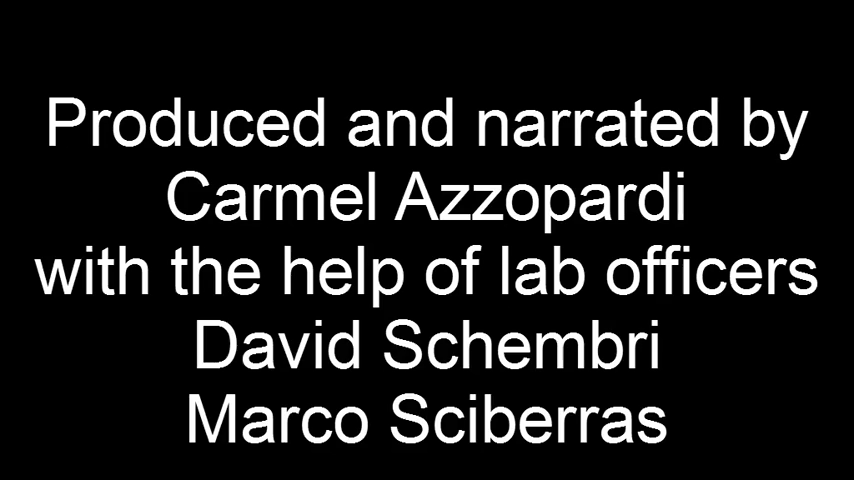 Produced and narrated by
Carmel Azzopardi
with the help of lab officers
David Schembri
Marco Sciberras